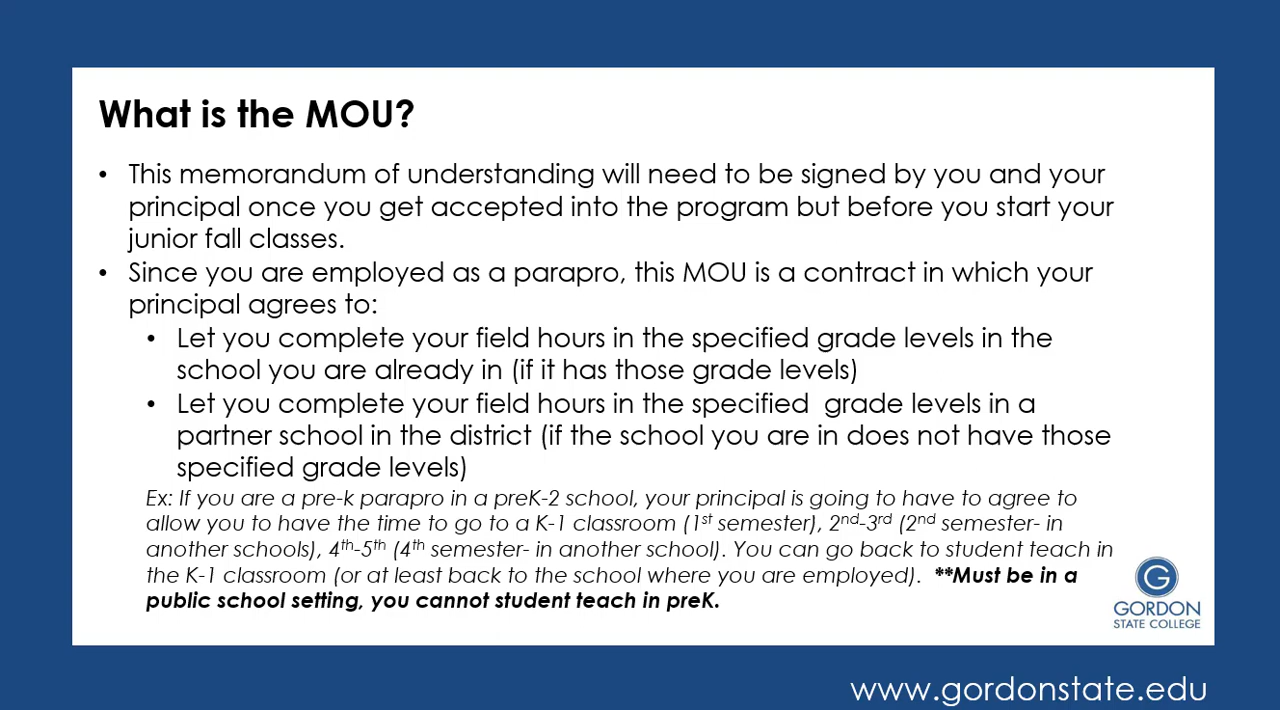 What is the MOU?
• This memorandum of understanding will need to be signed by you and your
principal once you get accepted into the program but before you start your
junior fall classes.
• Since you are employed as a parapro, this MOU is a contract in which your
principal agrees to:
• Let you complete your field hours in the specified grade levels in the
school you are already in (if it has those grade levels)
• Let you complete your field hours in the specified  grade levels in a
partner school in the district (if the school you are in does not have those
specified grade levels)
Ex: If you are a pre-k parapro in a preK-2 school, your principal is going to have to agree to
allow you to have the time to go to a K-1 classroom (1st semester), 2nd-3rd (2nd semester- in
another schools), 4th-5th (4th semester- in another school). You can go back to student teach in
the K-1 classroom (or at least back to the school where you are employed).  **Must be in a
public school setting, you cannot student teach in preK.
G
GORDON
STATE COLLEGE
www.gordonstate.edu